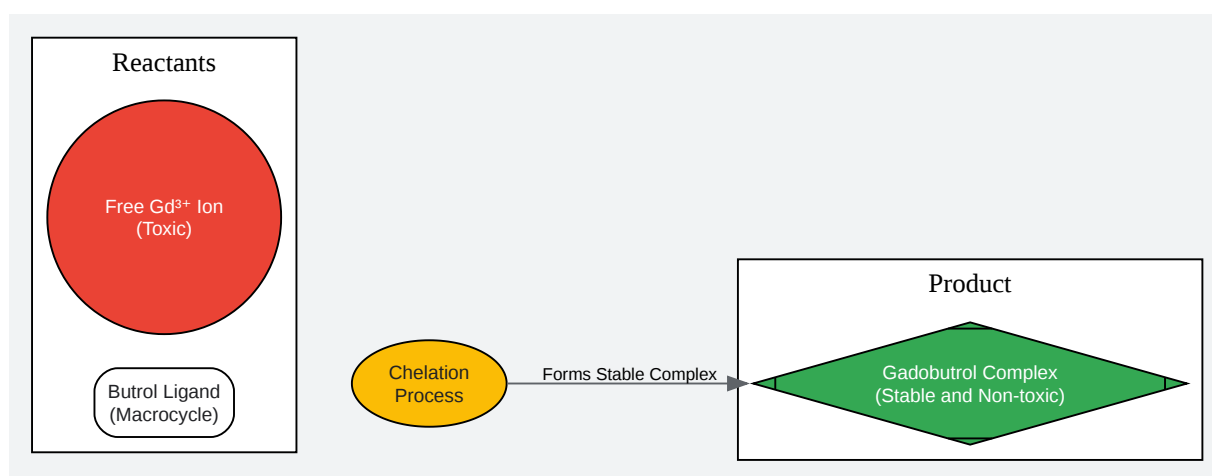 Reactants
Free Gd³⁺ Ion
(Toxic)
Butrol Ligand
(Macrocycle)
Chelation
Process
Forms Stable Complex
Product
Gadobutrol Complex
(Stable and Non-toxic)